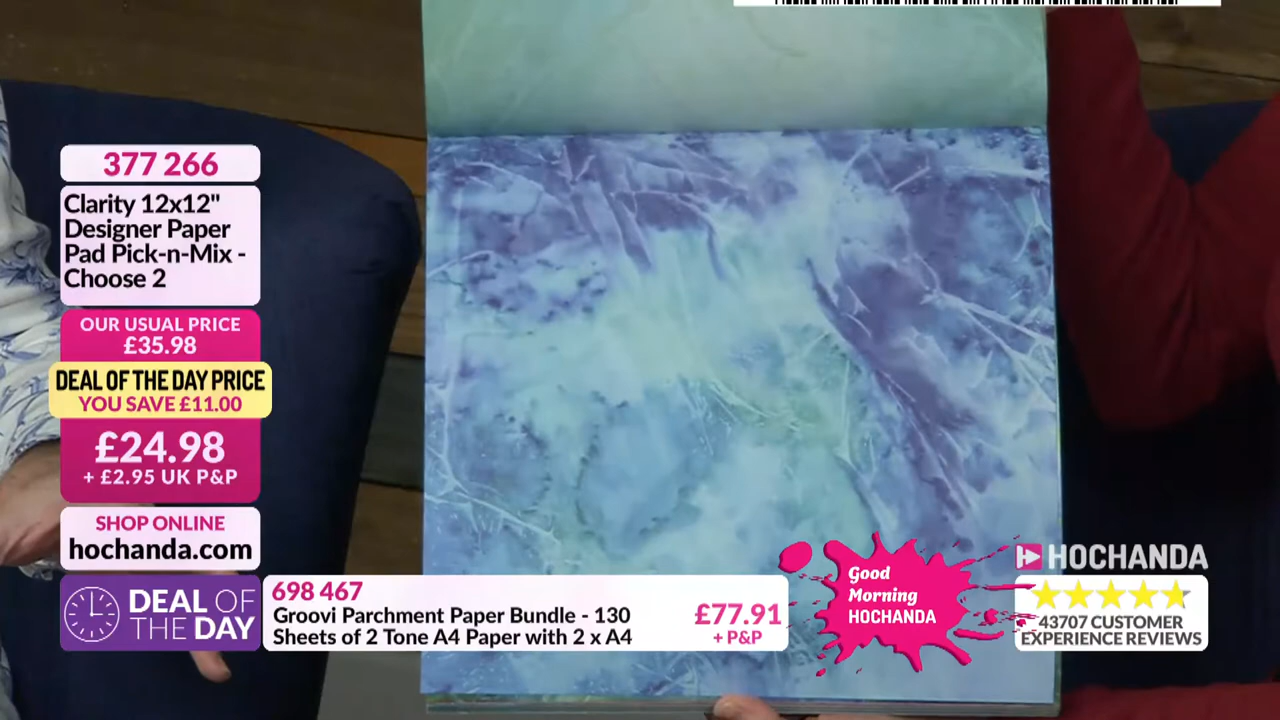 377 266
Clarity 12x12"
Designer Paper
Pad Pick-n-Mix -
Choose 2
OUR USUAL PRICE
£35.98
DEAL OF THE DAY PRICE
YOU SAVE £11.00
£24.98
+ £2.95 UK P&P
SHOP ONLINE
hochanda.com
DEAL OF
THE DAY
698 467
Groovi Parchment Paper Bundle - 130
Sheets of 2 Tone A4 Paper with 2 x A4
£77.91
+ P&P
Good
Morning
HOCHANDA
HOCHANDA
43707 CUSTOMER
EXPERIENCE REVIEWS